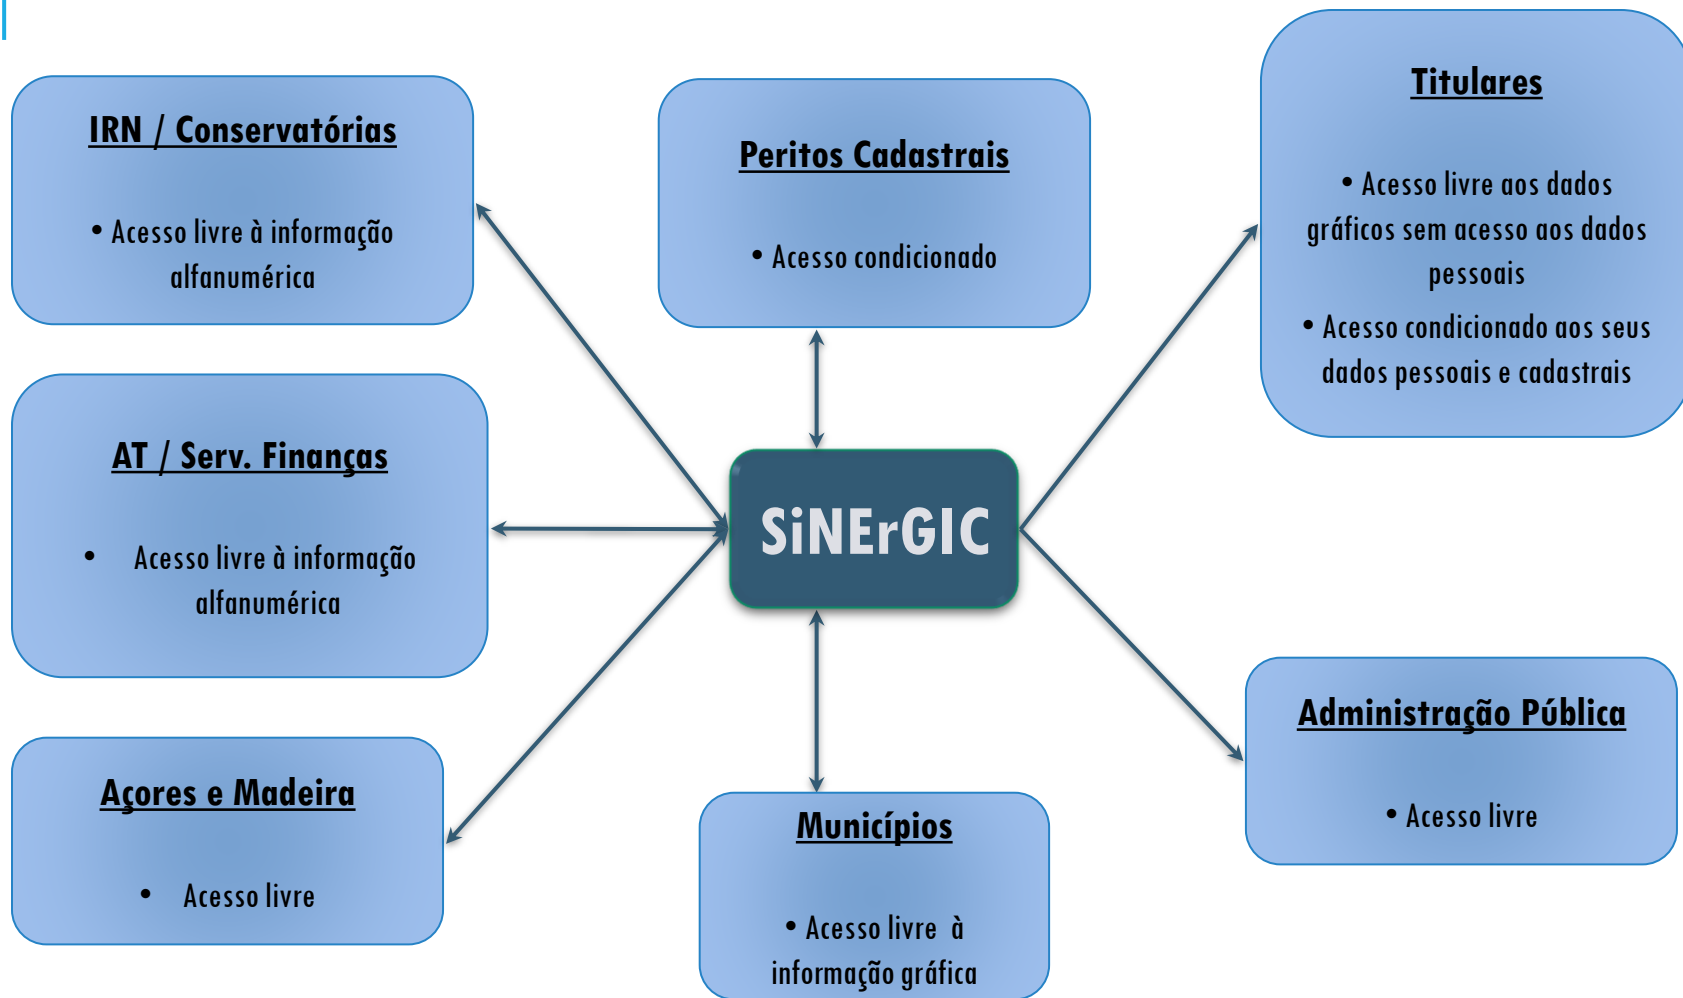 IRN / Conservatórias
• Acesso livre à informação
alfanumérica
Peritos Cadastrais
• Acesso condicionado
Titulares
• Acesso livre aos dados
gráficos sem acesso aos dados
pessoais
• Acesso condicionado aos seus
dados pessoais e cadastrais
AT / Serv. Finanças
• Acesso livre à informação
alfanumérica
SiNErGIC
Açores e Madeira
• Acesso livre
Municípios
• Acesso livre à
informação gráfica
Administração Pública
• Acesso livre